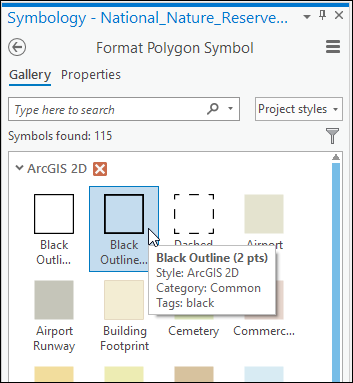 Symbology - National_Nature_Reserve...
Format Polygon Symbol
Gallery Properties
Type here to search
Project styles
Symbols found: 115
ArcGIS 2D
Black Outli... Black Outline... Dashed Airport
Black Outline (2 pts)
Style: ArcGIS 2D
Category: Common
Tags: black
Airport Runway Building Footprint Cemetery Commerc...